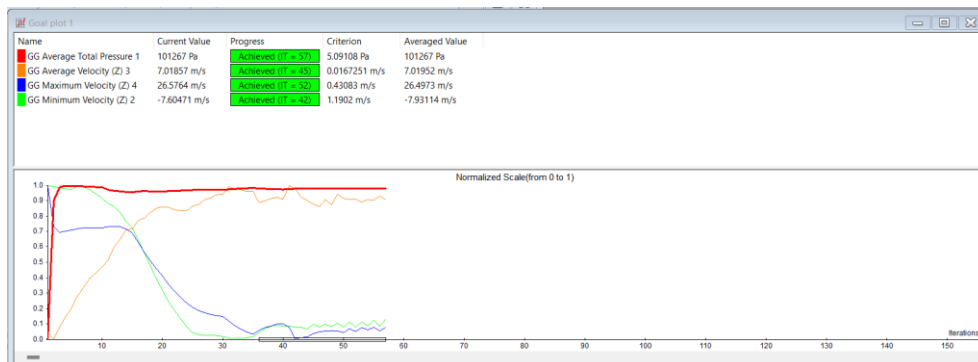 Goal plot 1
Name Current Value Progress Criterion Averaged Value
GG Average Total Pressure 1 101267 Pa Achieved (IT = 57) 5.09108 Pa 101267 Pa
GG Average Velocity (Z) 3 7.01857 m/s Achieved (IT = 45) 0.0167251 m/s 7.01952 m/s
GG Maximum Velocity (Z) 4 26.5764 m/s Achieved (IT = 52) 0.43083 m/s 26.4973 m/s
GG Minimum Velocity (Z) 2 -7.60471 m/s Achieved (IT = 42) 1.1902 m/s -7.93114 m/s
Normalized Scale(from 0 to 1)
1.0
0.9
0.8
0.7
0.6
0.5
0.4
0.3
0.2
0.1
0.0
Iterations
10 20 30 40 50 60 70 80 90 100 110 120 130 140 150